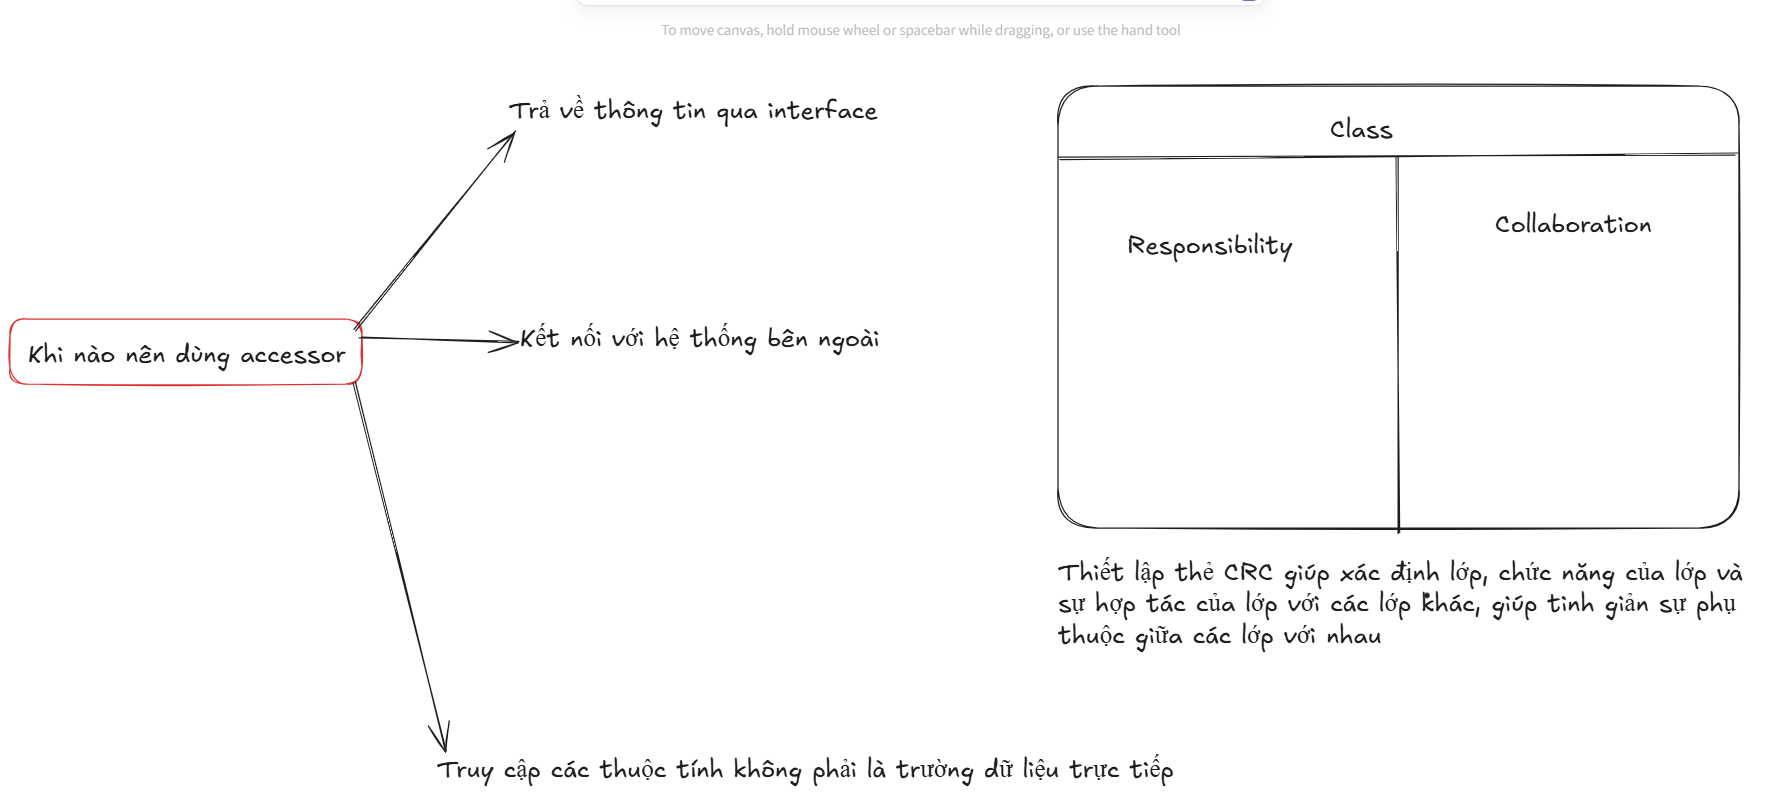 To move canvas, hold mouse wheel or spacebar while dragging, or use the hand tool
Trả về thông tin qua interface
Kết nối với hệ thống bên ngoài
Khi nào nên dùng accessor
Truy cập các thuộc tính không phải là trường dữ liệu trực tiếp
Class
Responsibility
Collaboration
Thiết lập thẻ CRC giúp xác định lớp, chức năng của lớp và
sự hợp tác của lớp với các lớp khác, giúp tinh giản sự phụ
thuộc giữa các lớp với nhau